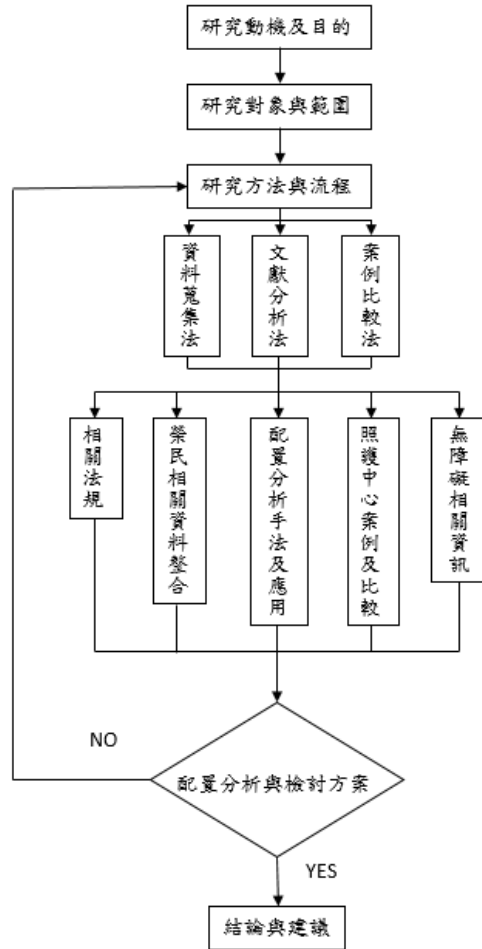 研究動機及目的
研究對象與範圍
研究方法與流程
資料蒐集法
文獻分析法
案例比較法
相關法規
榮民相關資料整合
配置分析手法及應用
照護中心案例及比較
無障礙相關資訊
NO
配置分析與檢討方案
YES
結論與建議